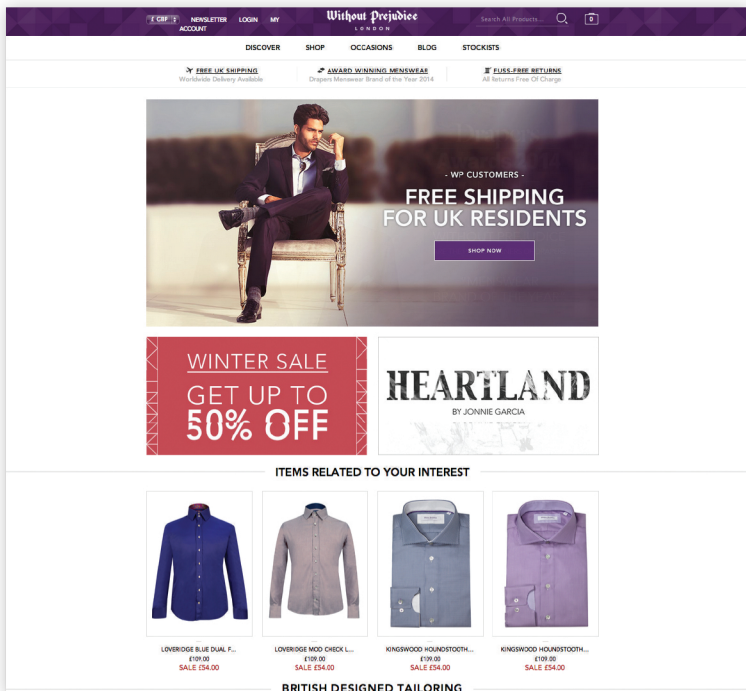 £ GBP NEWSLETTER LOGIN MY
ACCOUNT
Without Prejudice
LONDON
Search All Products...
0
DISCOVER SHOP OCCASIONS BLOG STOCKISTS
FREE UK SHIPPING
Worldwide Delivery Available
AWARD WINNING MENSWEAR
Drapers Menswear Brand of the Year 2014
FUSS-FREE RETURNS
All Returns Free Of Charge
- WP CUSTOMERS -
FREE SHIPPING
FOR UK RESIDENTS
SHOP NOW
WINTER SALE
GET UP TO
50% OFF
HEARTLAND
BY JONNIE GARCIA
ITEMS RELATED TO YOUR INTEREST
LOVERIDGE BLUE DUAL F...
£109.00
SALE £54.00
LOVERIDGE MOD CHECK L...
£109.00
SALE £54.00
KINGSWOOD HOUNDSTOOTH...
£109.00
SALE £54.00
KINGSWOOD HOUNDSTOOTH...
£109.00
SALE £54.00
BRITISH DESIGNED TAILORING